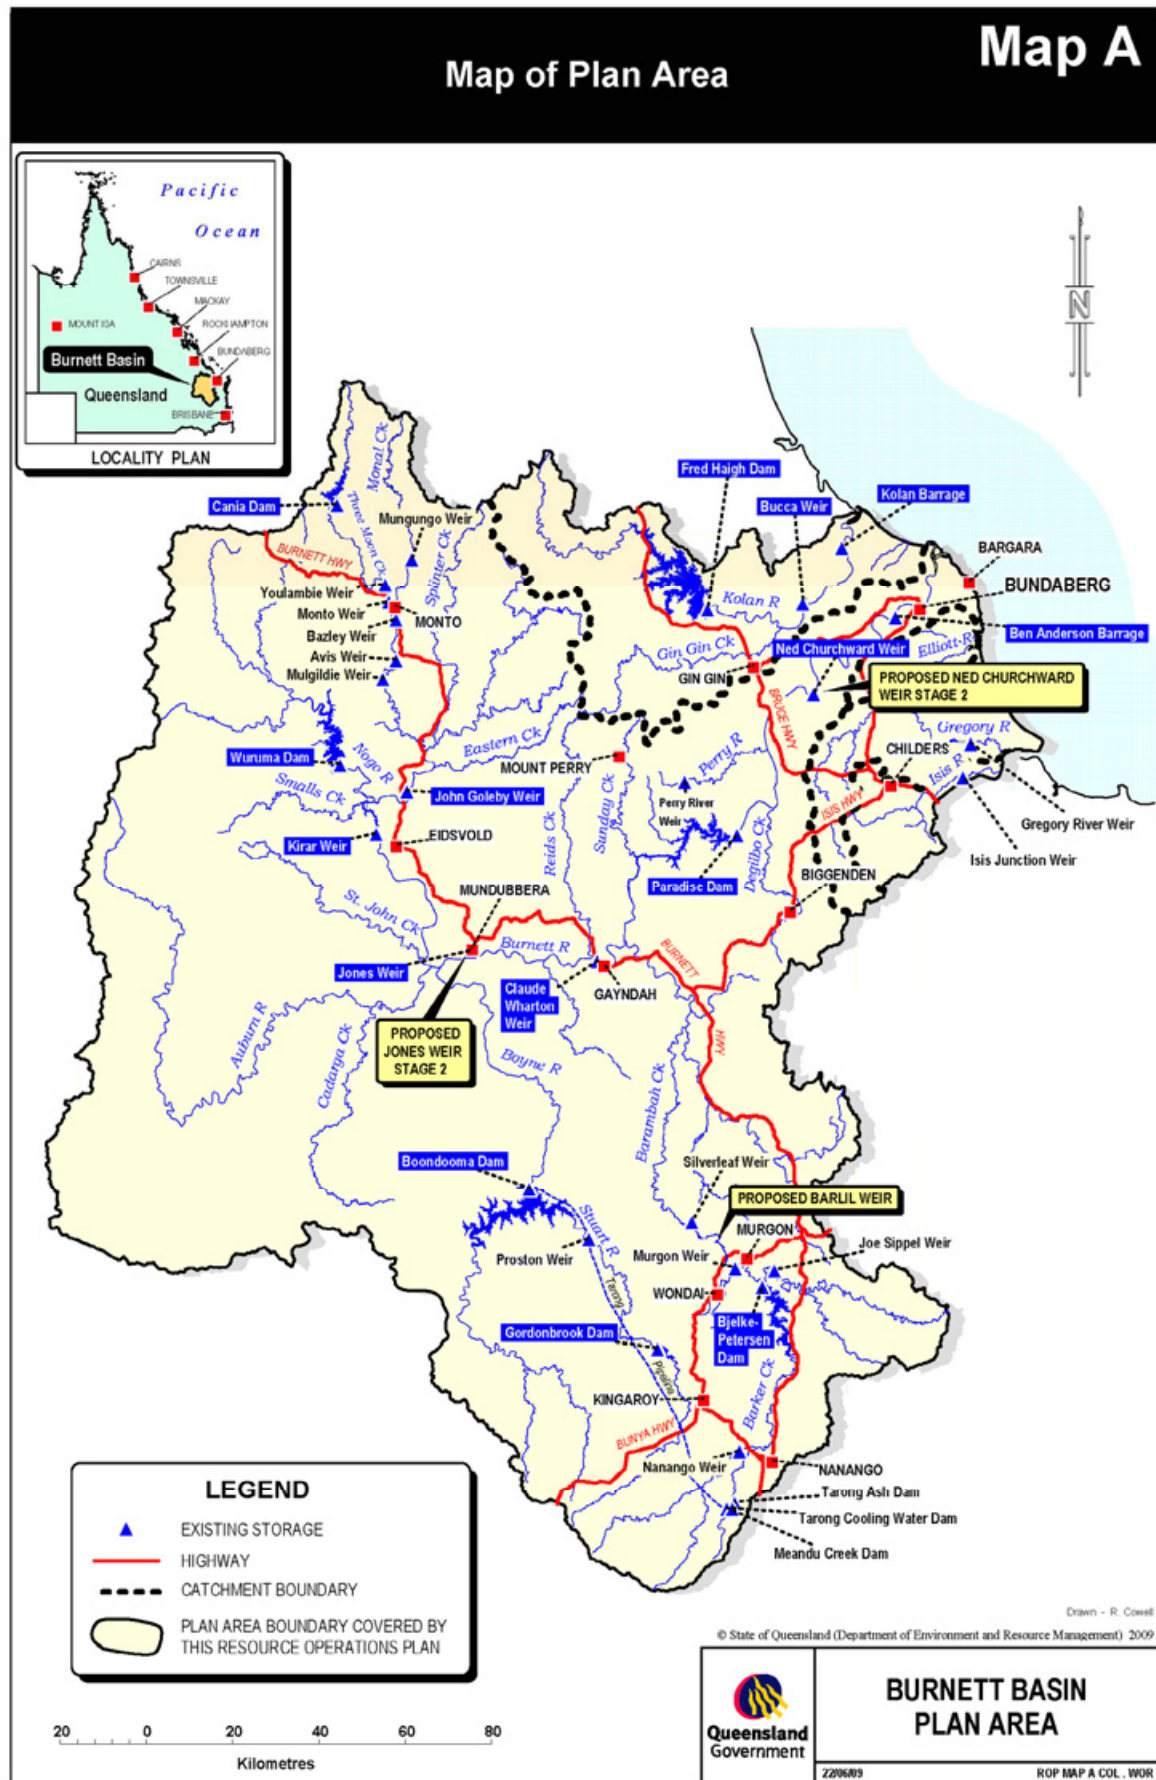 Map A
Map of Plan Area
Pacific
Ocean
CAIRNS
TOWNSVILLE
MACKAY
MOUNT ISA
ROCKHAMPTON
BUNDABERG
Burnett Basin
Queensland
BRISBANE
LOCALITY PLAN
N
Monal Ck
Fred Haigh Dam
Kolan Barrage
Cania Dam
Three Moon Ck
Bucca Weir
Mungungo Weir
Splinter Ck
BURNETT HWY
BARGARA
BUNDABERG
Youlambie Weir
Kolan R
Monto Weir
MONTO
Ben Anderson Barrage
Bazley Weir
Gin Gin Ck
Ned Churchward Weir
Elliott R
Avis Weir
Mulgildie Weir
GIN GIN
PROPOSED NED CHURCHWARD
WEIR STAGE 2
BRUCE HWY
Gregory R
Eastern Ck
Wuruma Dam
Nogo R
MOUNT PERRY
Perry R
CHILDERS
Isis R
Smalls Ck
John Goleby Weir
Perry River
Weir
ISIS HWY
Gregory River Weir
Kirar Weir
EIDSVOLD
Reids Ck
Sunday Ck
Degilbo Ck
Isis Junction Weir
Paradise Dam
BIGGENDEN
MUNDUBBERA
St. John Ck
Burnett R
BURNETT
Jones Weir
Claude
Wharton
Weir
GAYNDAH
PROPOSED
JONES WEIR
STAGE 2
Auburn R
Cadarga Ck
Boyne R
HWY
Barambah Ck
Boondooma Dam
Silverleaf Weir
PROPOSED BARLIL WEIR
Stuart R
MURGON
Joe Sippel Weir
Proston Weir
Murgon Weir
Tarong
WONDAI
Gordonbrook Dam
Bjelke-
Petersen
Dam
Pipeline
Barker Ck
KINGAROY
BUNYA HWY
Nanango Weir
NANANGO
Tarong Ash Dam
Tarong Cooling Water Dam
Meandu Creek Dam
LEGEND
EXISTING STORAGE
HIGHWAY
CATCHMENT BOUNDARY
PLAN AREA BOUNDARY COVERED BY
THIS RESOURCE OPERATIONS PLAN
Drawn - R. Cowell
© State of Queensland (Department of Environment and Resource Management) 2009
20 0 20 40 60 80
Kilometres
Queensland
Government
BURNETT BASIN
PLAN AREA
22/06/09
ROP MAP A COL . WOR